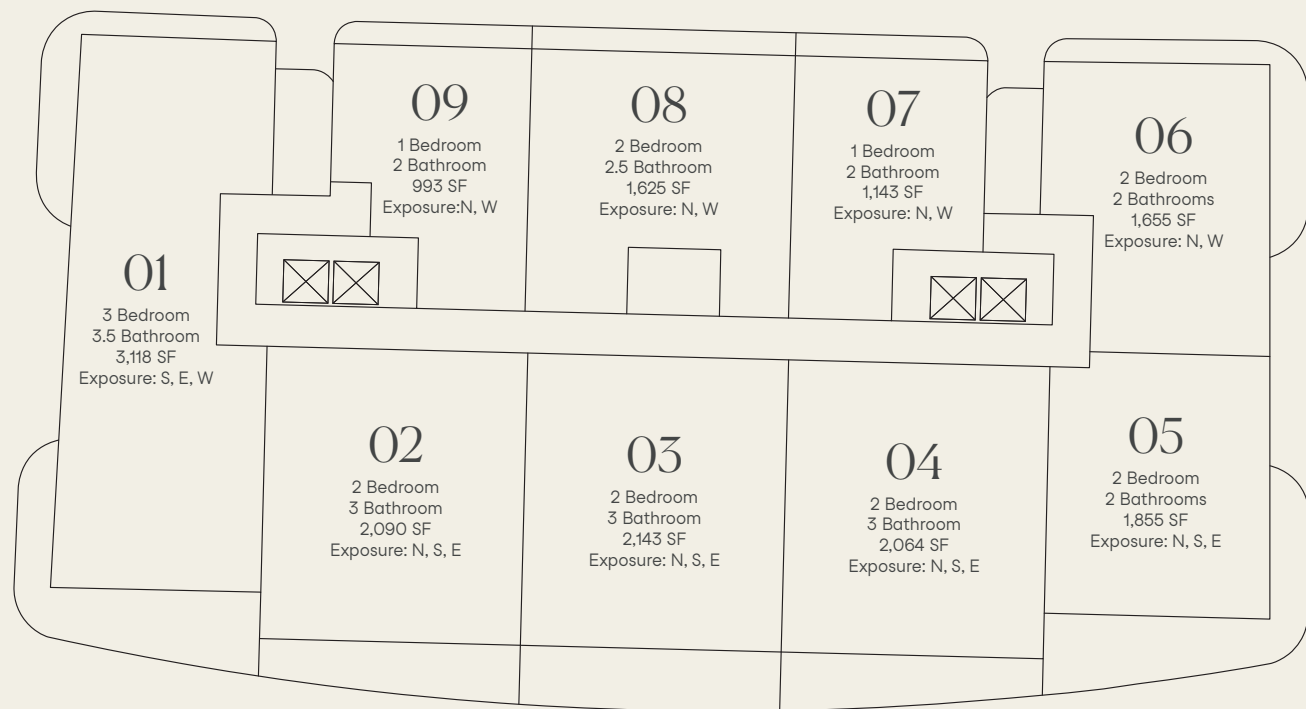 09
1 Bedroom
2 Bathroom
993 SF
Exposure:N, W
08
2 Bedroom
2.5 Bathroom
1,625 SF
Exposure: N, W
07
1 Bedroom
2 Bathroom
1,143 SF
Exposure: N, W
06
2 Bedroom
2 Bathrooms
1,655 SF
Exposure: N, W
01
3 Bedroom
3.5 Bathroom
3,118 SF
Exposure: S, E, W
02
2 Bedroom
3 Bathroom
2,090 SF
Exposure: N, S, E
03
2 Bedroom
3 Bathroom
2,143 SF
Exposure: N, S, E
04
2 Bedroom
3 Bathroom
2,064 SF
Exposure: N, S, E
05
2 Bedroom
2 Bathrooms
1,855 SF
Exposure: N, S, E